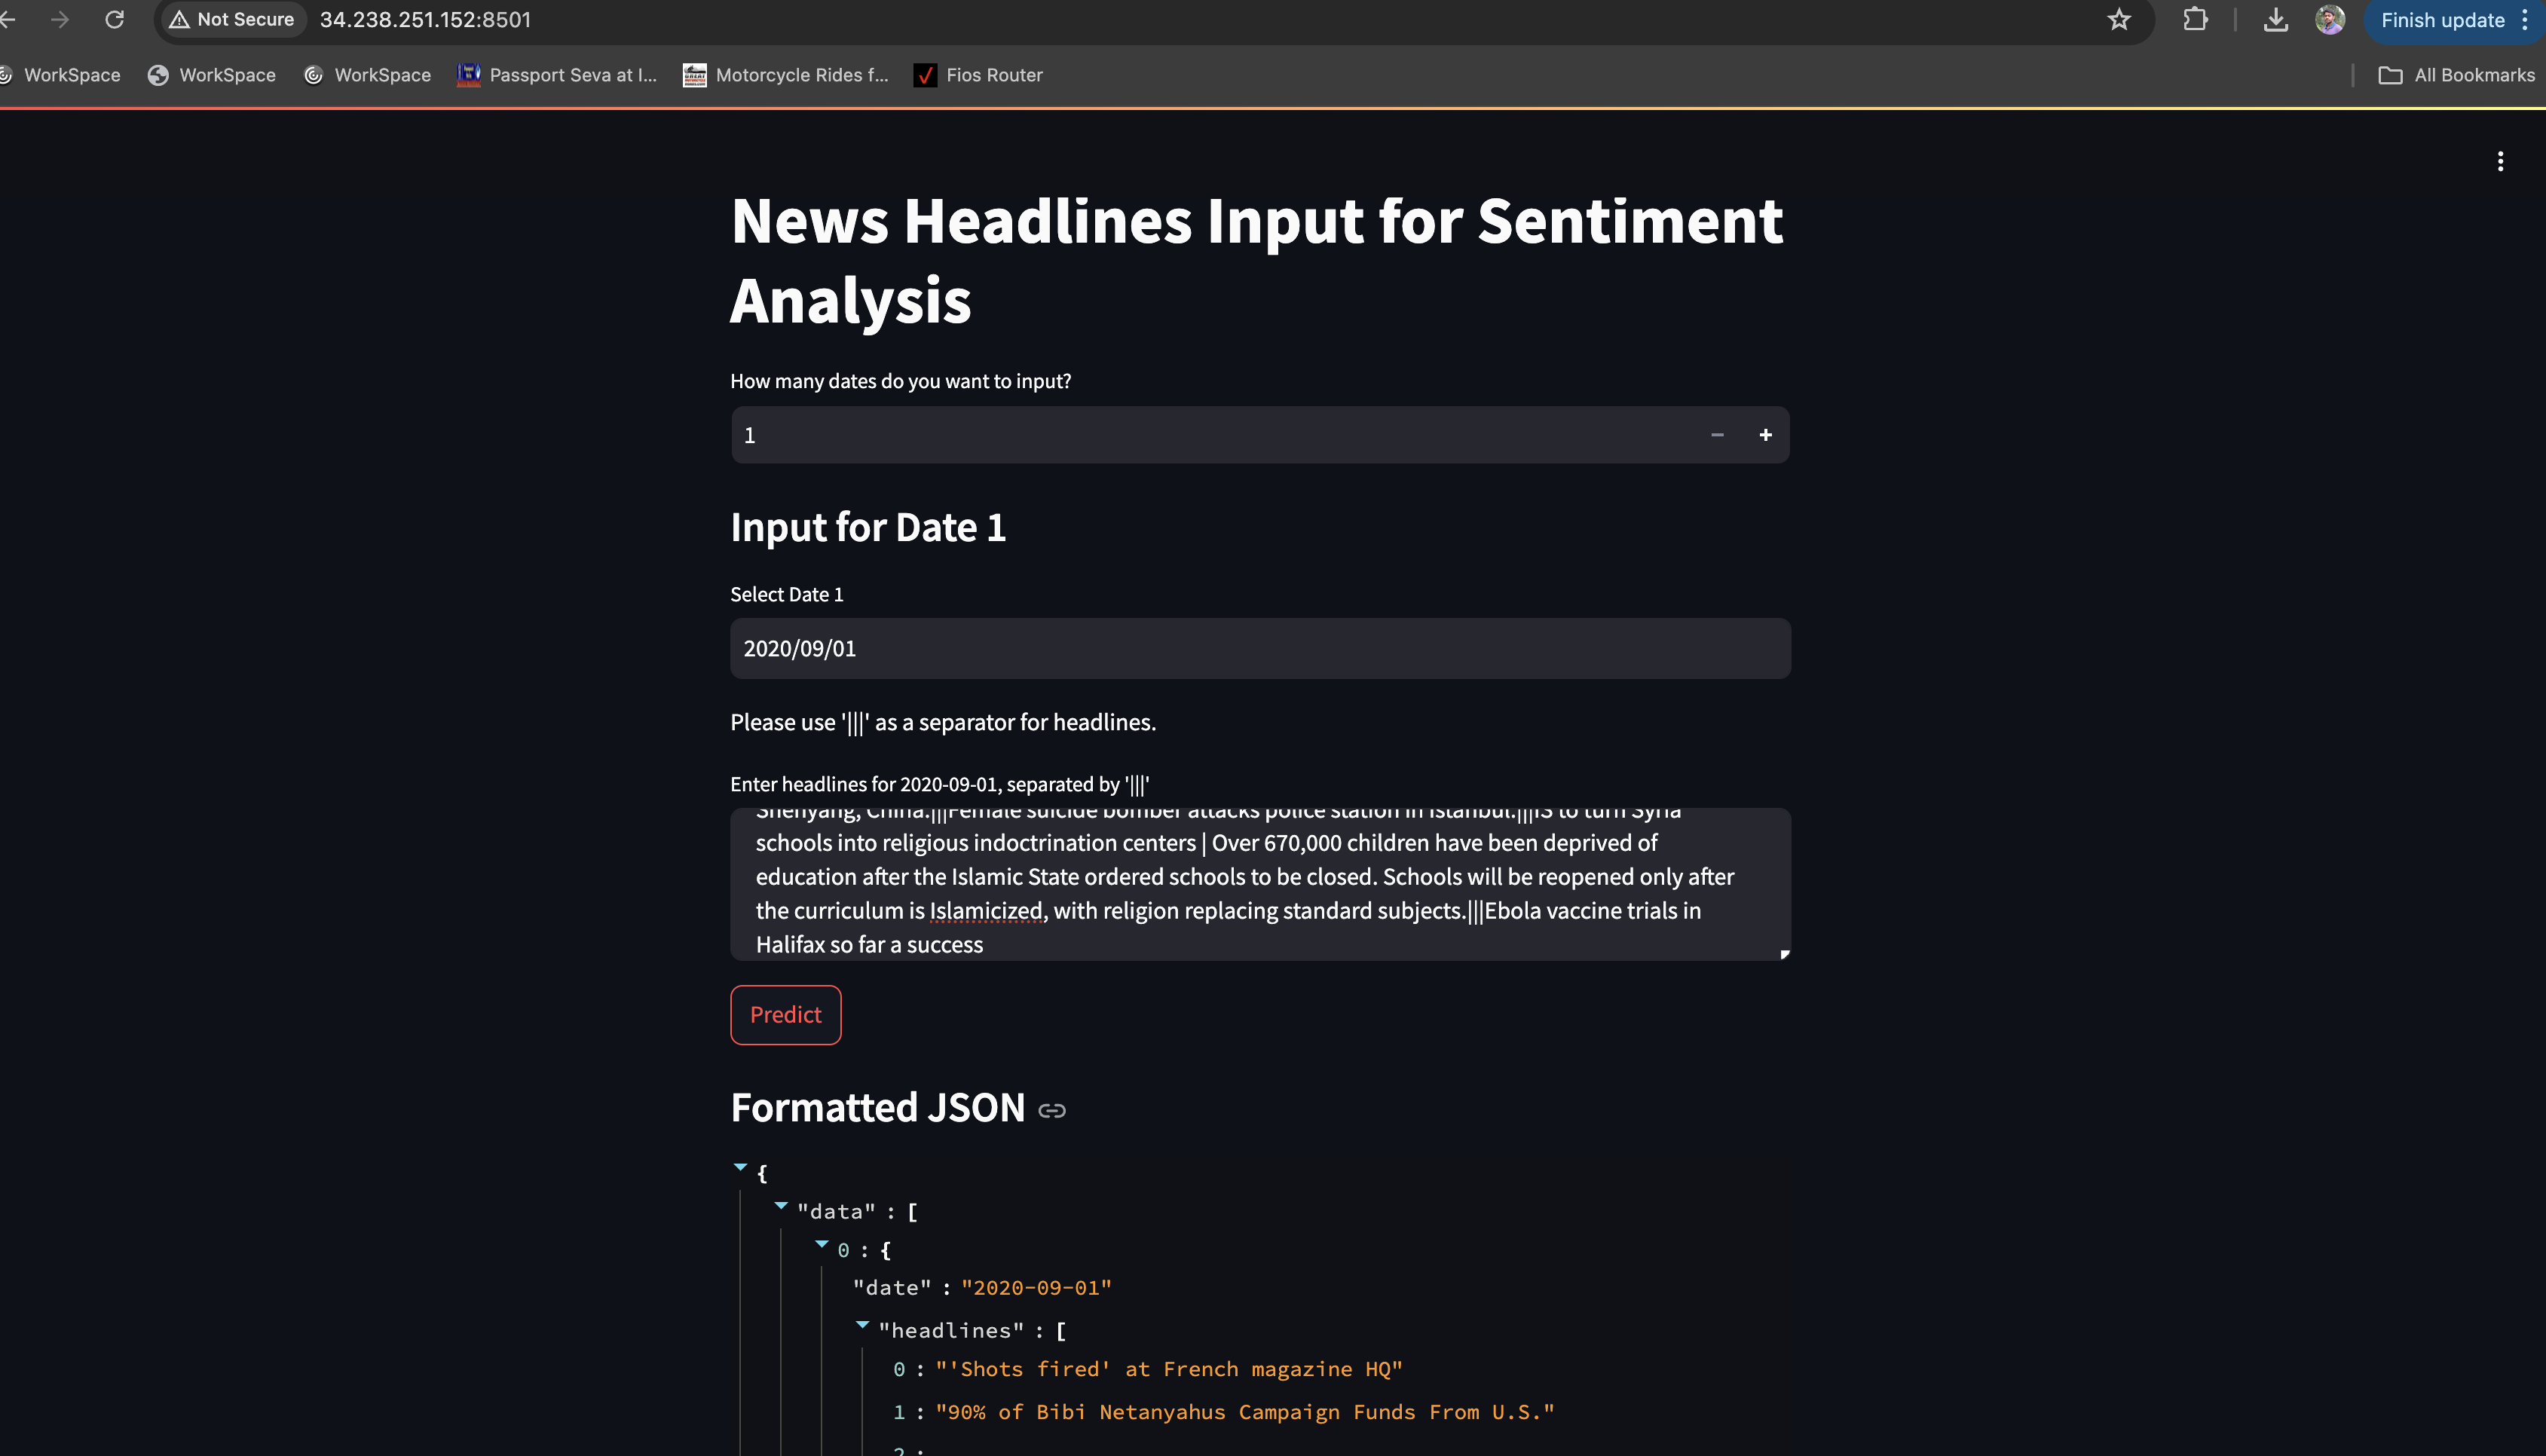 Not Secure 34.238.251.152:8501 Finish update
WorkSpace WorkSpace WorkSpace Passport Seva at I... Motorcycle Rides f... Fios Router All Bookmarks
News Headlines Input for Sentiment
Analysis
How many dates do you want to input?
1 − +
Input for Date 1
Select Date 1
2020/09/01
Please use '|||' as a separator for headlines.
Enter headlines for 2020-09-01, separated by '|||'
Shenyang, China.|||Female suicide bomber attacks police station in Istanbul.|||IS to turn Syria
schools into religious indoctrination centers | Over 670,000 children have been deprived of
education after the Islamic State ordered schools to be closed. Schools will be reopened only after
the curriculum is Islamicized, with religion replacing standard subjects.|||Ebola vaccine trials in
Halifax so far a success
Predict
Formatted JSON
{
"data" : [
0 : {
"date" : "2020-09-01"
"headlines" : [
0 : "'Shots fired' at French magazine HQ"
1 : "90% of Bibi Netanyahus Campaign Funds From U.S."
2 :